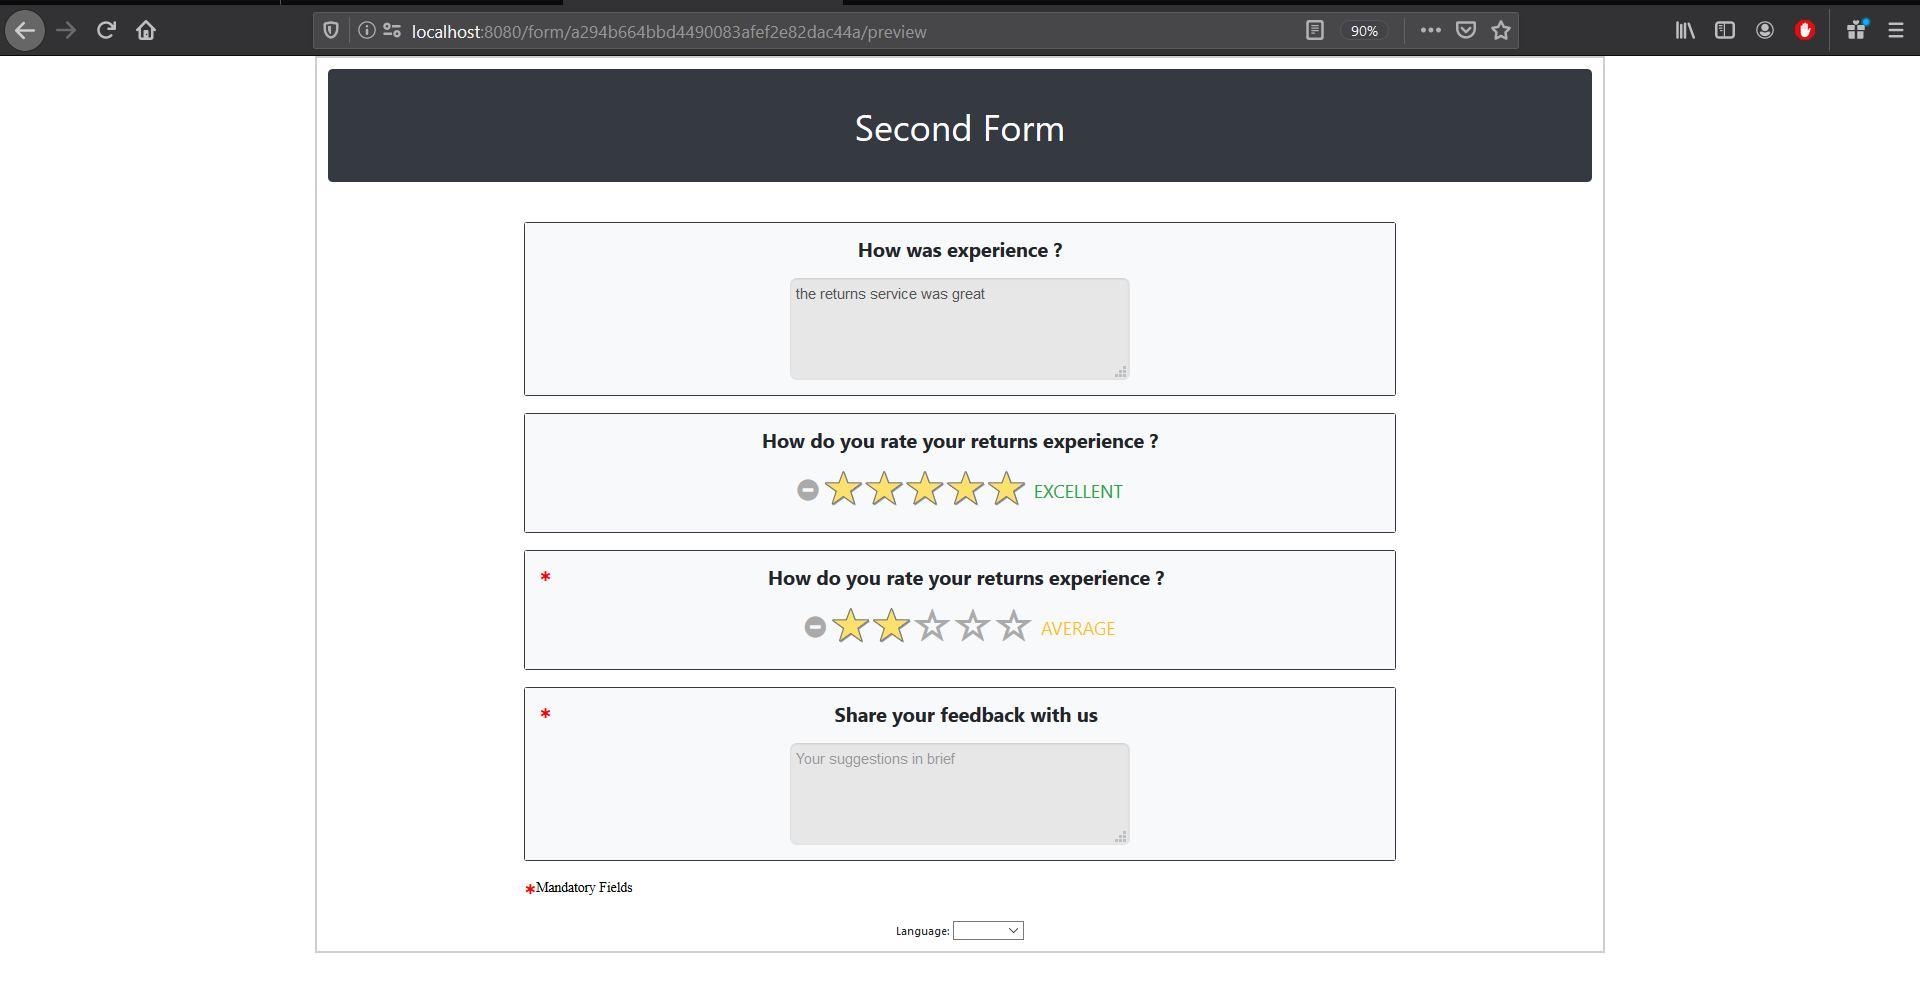 localhost:8080/form/a294b664bbd4490083afef2e82dac44a/preview
90%
Second Form
How was experience ?
the returns service was great
How do you rate your returns experience ?
EXCELLENT
* How do you rate your returns experience ?
AVERAGE
* Share your feedback with us
Your suggestions in brief
*Mandatory Fields
Language: